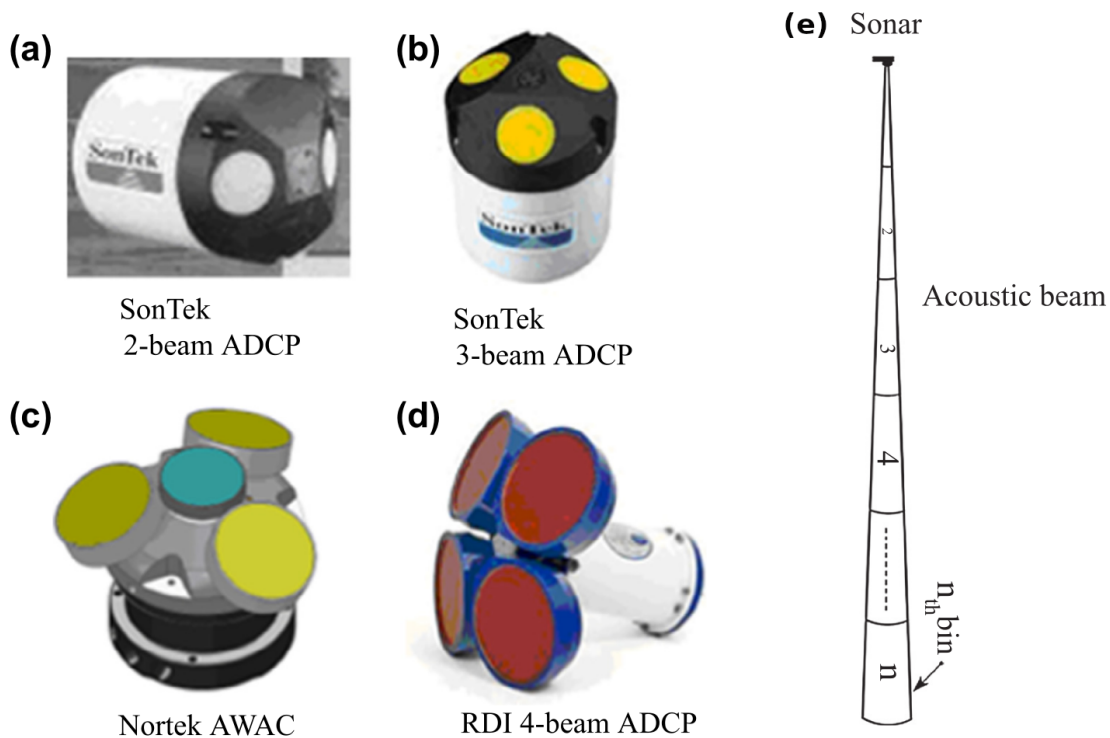 (a)
SonTek
SonTek
2-beam ADCP
(b)
SonTek
SonTek
3-beam ADCP
(c)
Nortek AWAC
(d)
RDI 4-beam ADCP
(e) Sonar
2
3
4
n
Acoustic beam
nth bin